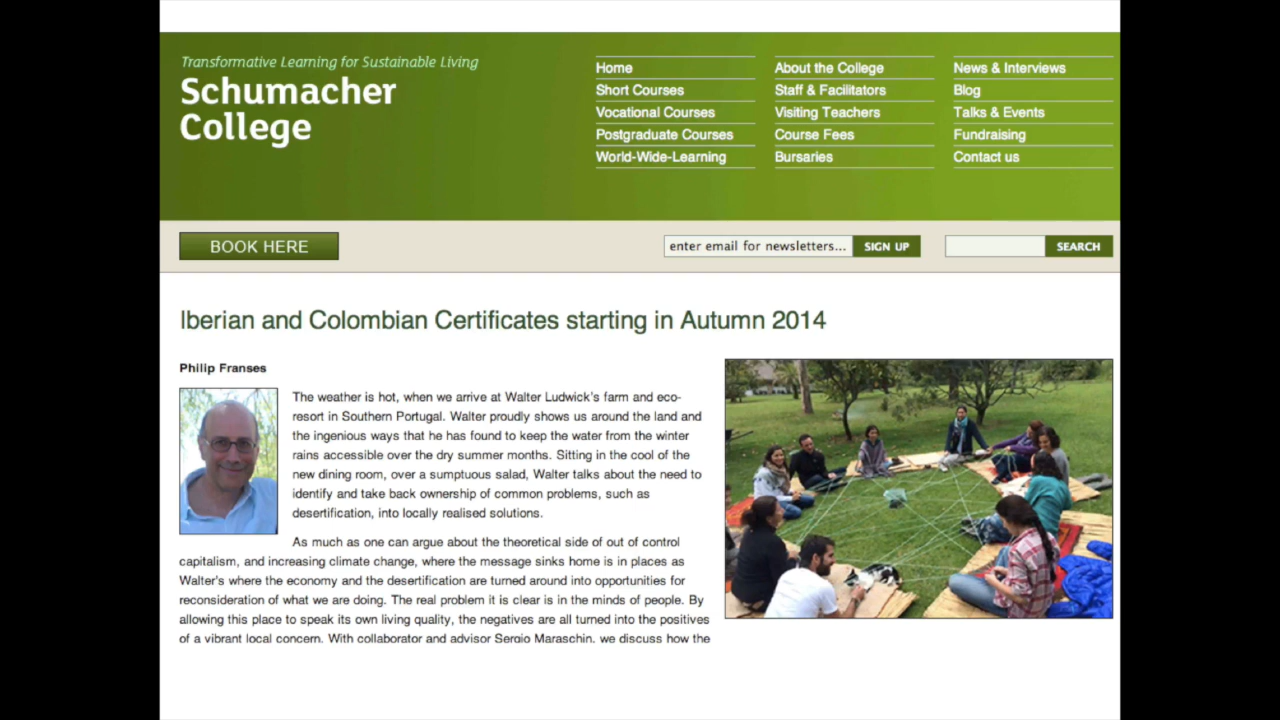 Transformative Learning for Sustainable Living
Schumacher
College
Home
Short Courses
Vocational Courses
Postgraduate Courses
World-Wide-Learning
About the College
Staff & Facilitators
Visiting Teachers
Course Fees
Bursaries
News & Interviews
Blog
Talks & Events
Fundraising
Contact us
BOOK HERE
enter email for newsletters...
SIGN UP
SEARCH
Iberian and Colombian Certificates starting in Autumn 2014
Philip Franses
The weather is hot, when we arrive at Walter Ludwick's farm and eco-
resort in Southern Portugal. Walter proudly shows us around the land and
the ingenious ways that he has found to keep the water from the winter
rains accessible over the dry summer months. Sitting in the cool of the
new dining room, over a sumptuous salad, Walter talks about the need to
identify and take back ownership of common problems, such as
desertification, into locally realised solutions.
As much as one can argue about the theoretical side of out of control
capitalism, and increasing climate change, where the message sinks home is in places as
Walter's where the economy and the desertification are turned around into opportunities for
reconsideration of what we are doing. The real problem it is clear is in the minds of people. By
allowing this place to speak its own living quality, the negatives are all turned into the positives
of a vibrant local concern. With collaborator and advisor Sergio Maraschin, we discuss how the